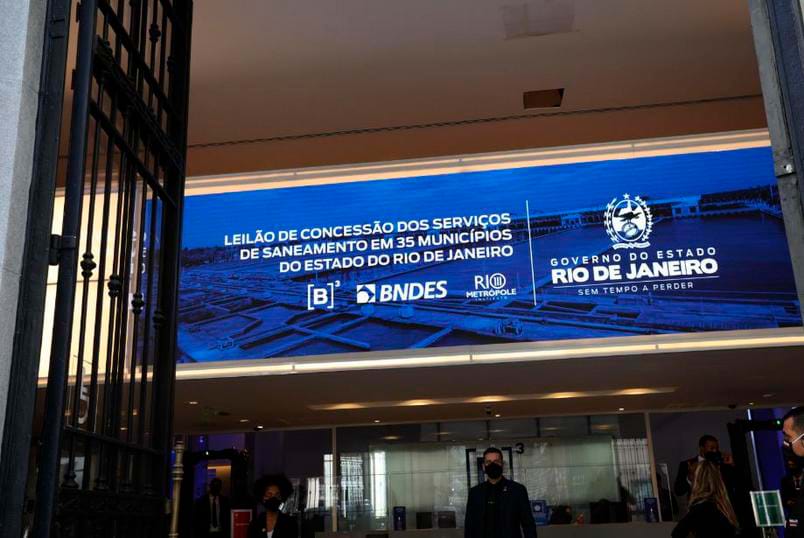 LEILÃO DE CONCESSÃO DOS SERVIÇOS
DE SANEAMENTO EM 35 MUNICÍPIOS
DO ESTADO DO RIO DE JANEIRO
[B]³
BNDES
RIO
METRÓPOLE
INSTITUTO
GOVERNO DO ESTADO
RIO DE JANEIRO
SEM TEMPO A PERDER